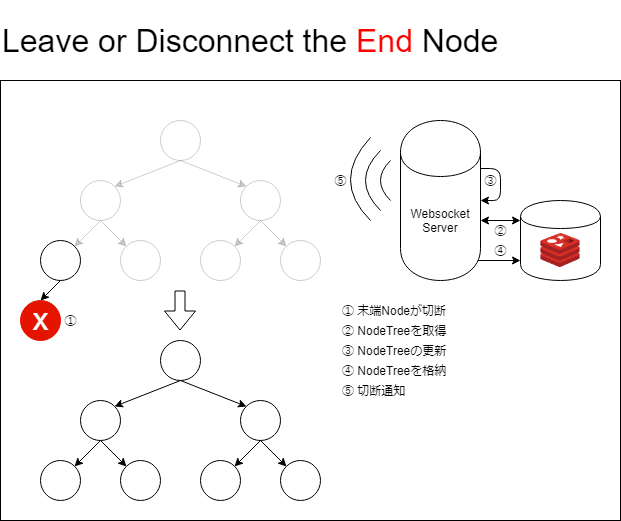 Leave or Disconnect the End Node
⑤
③
Websocket
Server
②
④
X
①
① 末端Nodeが切断
② NodeTreeを取得
③ NodeTreeの更新
④ NodeTreeを格納
⑤ 切断通知